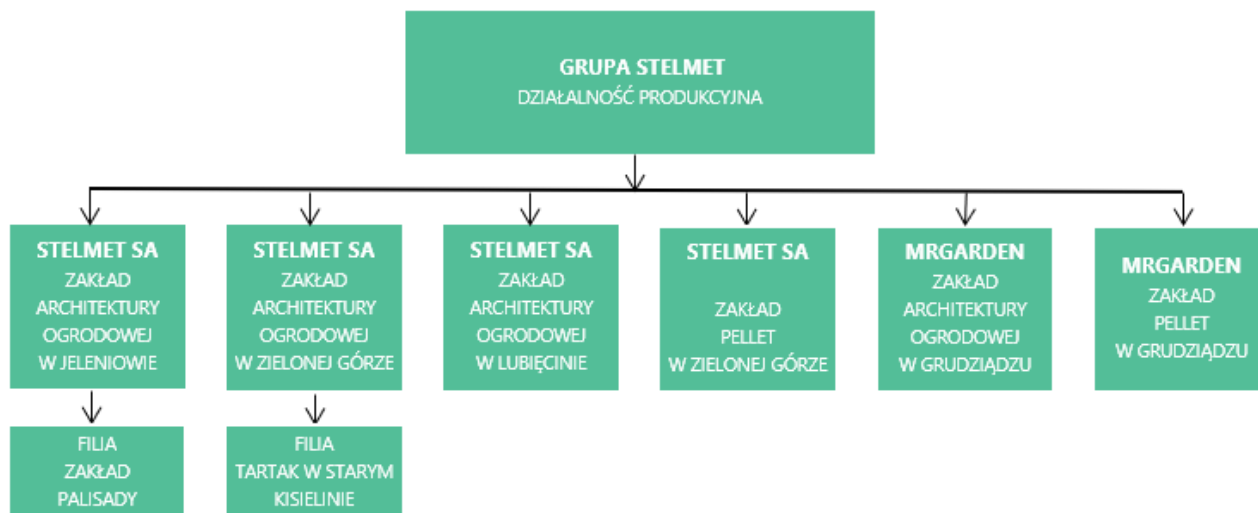 GRUPA STELMET
DZIAŁALNOŚĆ PRODUKCYJNA
STELMET SA
ZAKŁAD
ARCHITEKTURY
OGRODOWEJ
W JELENIOWIE
STELMET SA
ZAKŁAD
ARCHITEKTURY
OGRODOWEJ
W ZIELONEJ GÓRZE
STELMET SA
ZAKŁAD
ARCHITEKTURY
OGRODOWEJ
W LUBIĘCINIE
STELMET SA
ZAKŁAD
PELLET
W ZIELONEJ GÓRZE
MRGARDEN
ZAKŁAD
ARCHITEKTURY
OGRODOWEJ
W GRUDZIĄDZU
MRGARDEN
ZAKŁAD
PELLET
W GRUDZIĄDZU
FILIA
ZAKŁAD
PALISADY
FILIA
TARTAK W STARYM
KISIELINIE